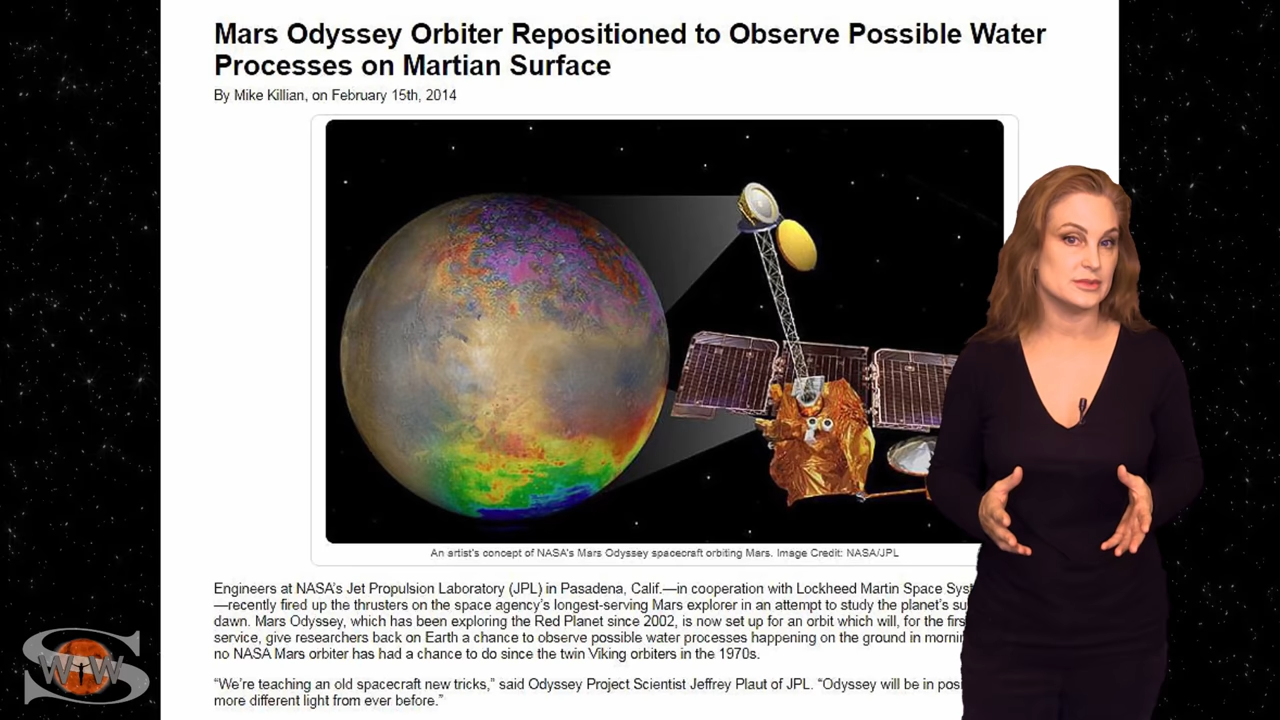 Mars Odyssey Orbiter Repositioned to Observe Possible Water
Processes on Martian Surface
By Mike Killian, on February 15th, 2014
An artist's concept of NASA's Mars Odyssey spacecraft orbiting Mars. Image Credit: NASA/JPL
Engineers at NASA's Jet Propulsion Laboratory (JPL) in Pasadena, Calif.—in cooperation with Lockheed Martin Space
—recently fired up the thrusters on the space agency's longest-serving Mars explorer in an attempt to study the planet's
dawn. Mars Odyssey, which has been exploring the Red Planet since 2002, is now set up for an orbit which will, for the
service, give researchers back on Earth a chance to observe possible water processes happening on the ground in
no NASA Mars orbiter has had a chance to do since the twin Viking orbiters in the 1970s.
“We're teaching an old spacecraft new tricks,” said Odyssey Project Scientist Jeffrey Plaut of JPL. “Odyssey will be in
more different light from ever before.”
S
WTW